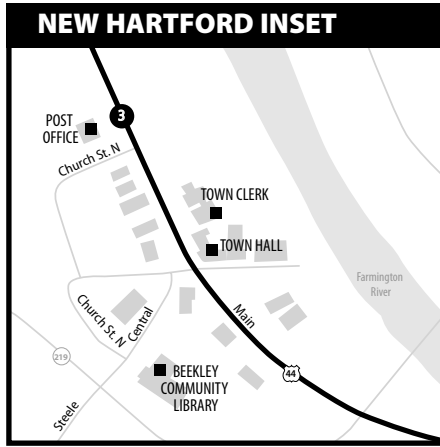 NEW HARTFORD INSET
POST
OFFICE
3
Church St. N
TOWN CLERK
TOWN HALL
Farmington
River
Main
Church St. N
Central
219
44
BEEKLEY
COMMUNITY
LIBRARY
Steele